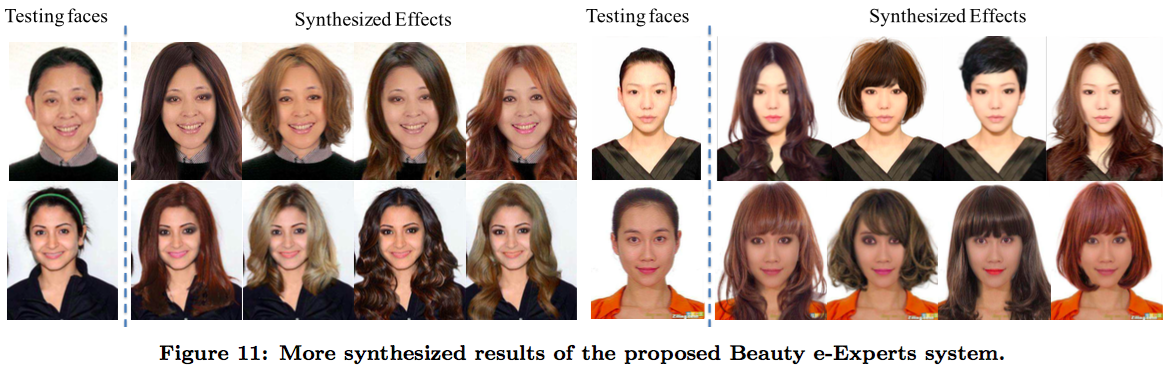 Testing faces
Synthesized Effects
Testing faces
Synthesized Effects
Figure 11: More synthesized results of the proposed Beauty e-Experts system.